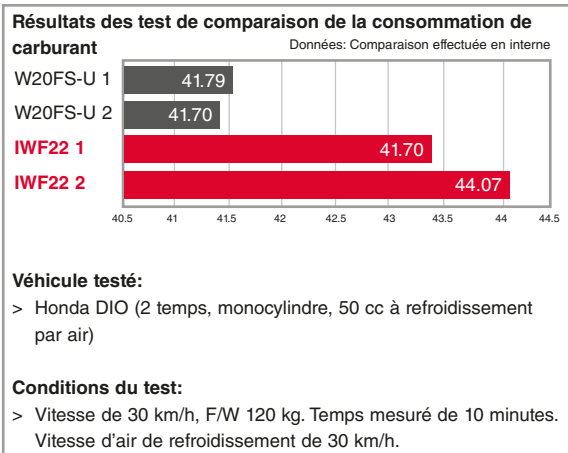 Résultats des test de comparaison de la consommation de
carburant
Données: Comparaison effectuée en interne
W20FS-U 1 41.79
W20FS-U 2 41.70
IWF22 1 41.70
IWF22 2 44.07
40.5 41 41.5 42 42.5 43 43.5 44 44.5
Véhicule testé:
> Honda DIO (2 temps, monocylindre, 50 cc à refroidissement
par air)
Conditions du test:
> Vitesse de 30 km/h, F/W 120 kg. Temps mesuré de 10 minutes.
Vitesse d’air de refroidissement de 30 km/h.